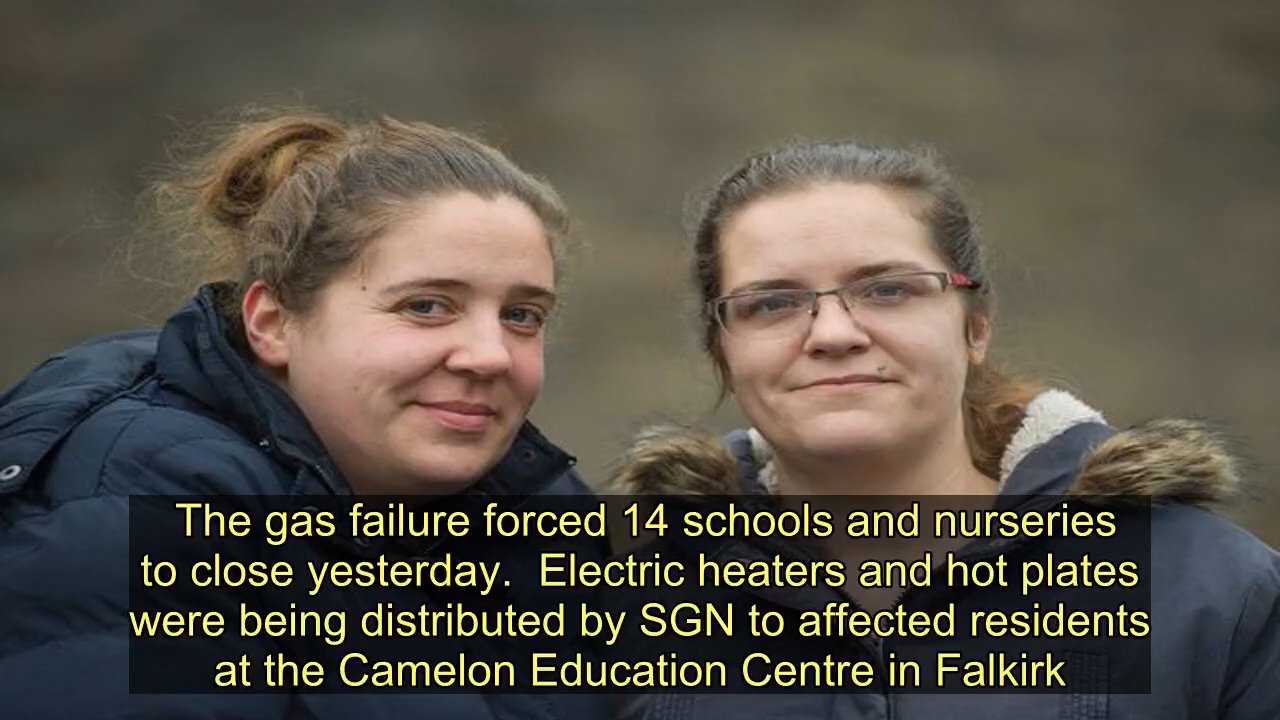 The gas failure forced 14 schools and nurseries
to close yesterday.  Electric heaters and hot plates
were being distributed by SGN to affected residents
at the Camelon Education Centre in Falkirk